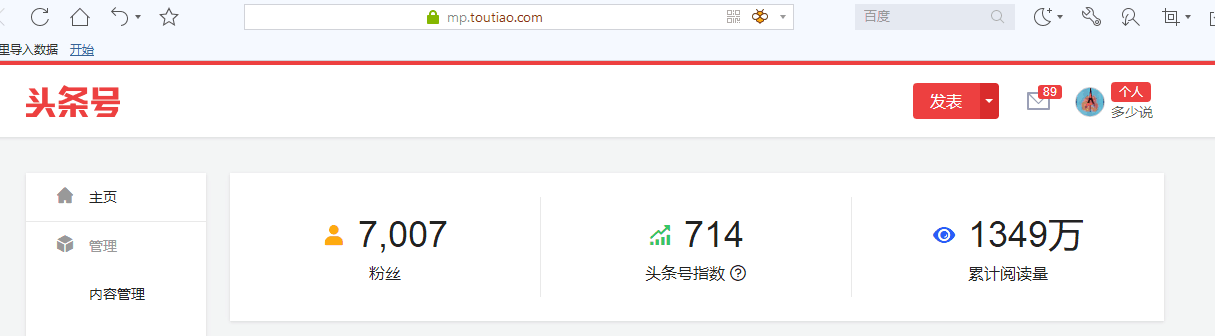 mp.toutiao.com
百度
里导入数据 开始
头条号
发表
89
个人
多少说
主页
管理
内容管理
7,007
粉丝
714
头条号指数
1349万
累计阅读量